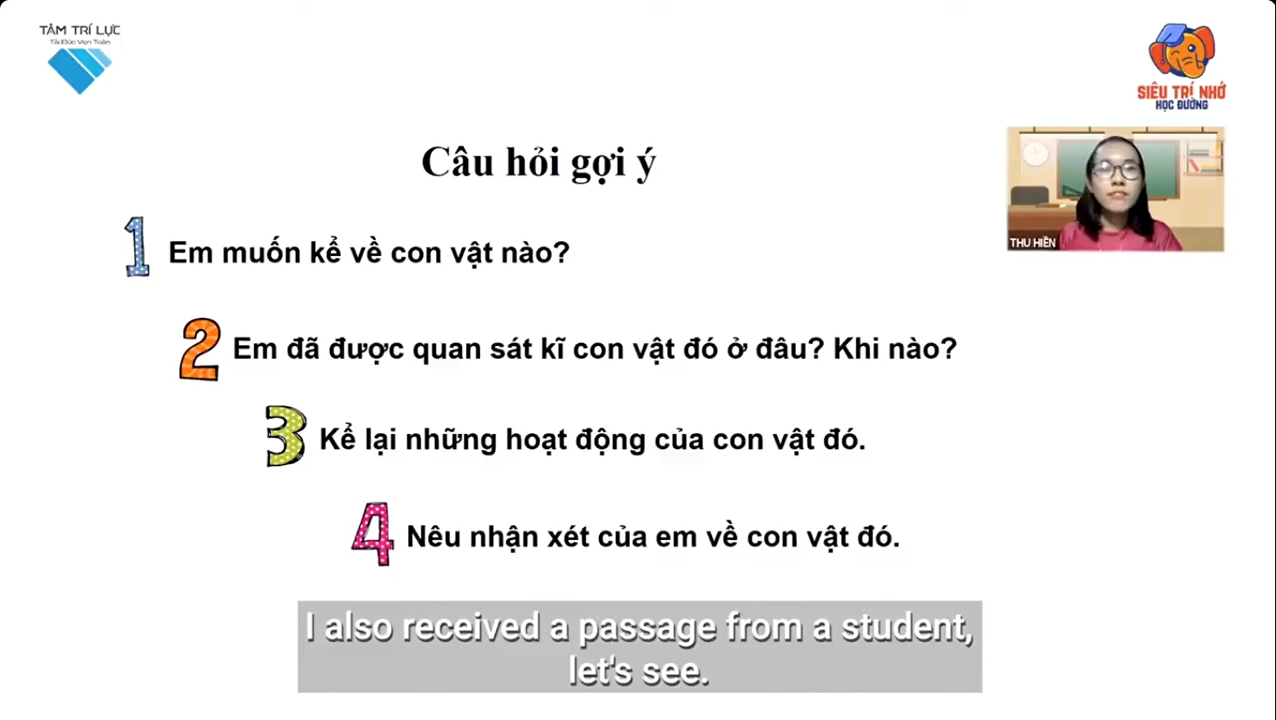 TÂM TRÍ LỰC
Tài Đức Vẹn Toàn
SIÊU TRÍ NHỚ
HỌC ĐƯỜNG
Câu hỏi gợi ý
THU HIỀN
1 Em muốn kể về con vật nào?
2 Em đã được quan sát kĩ con vật đó ở đâu? Khi nào?
3 Kể lại những hoạt động của con vật đó.
4 Nêu nhận xét của em về con vật đó.
I also received a passage from a student,
let's see.